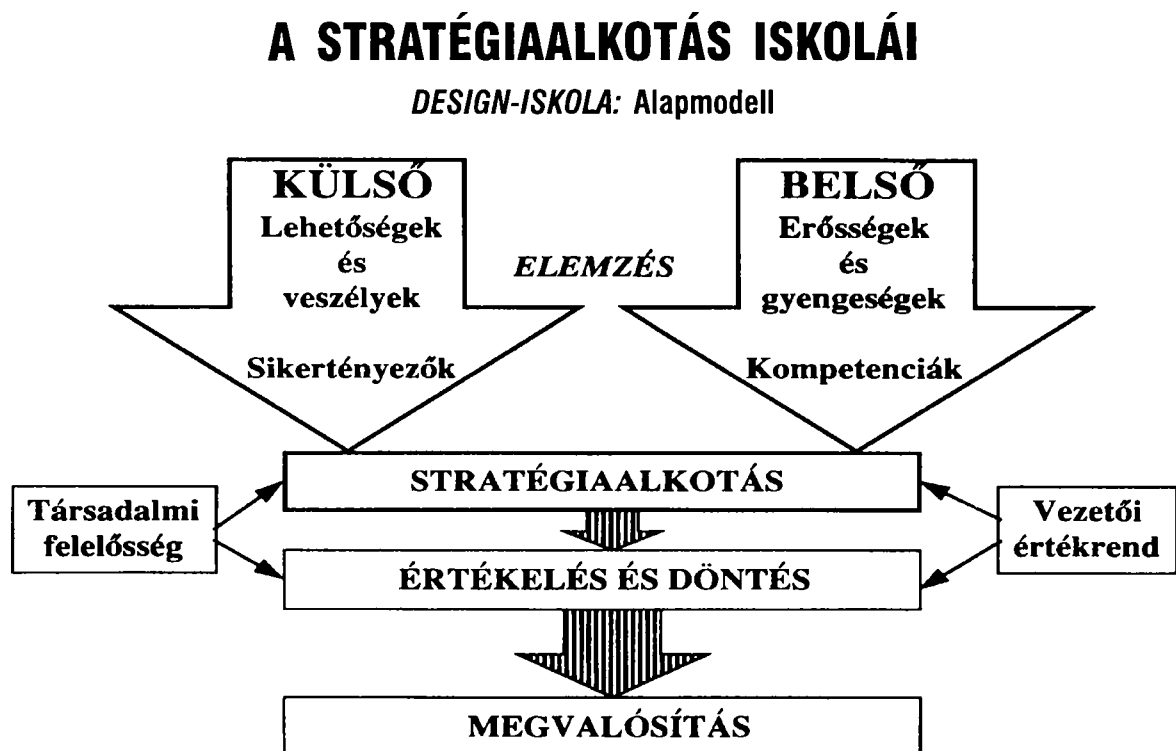 A STRATÉGIAALKOTÁS ISKOLÁI
DESIGN-ISKOLA: Alapmodell
KÜLSŐ
Lehetőségek
és
veszélyek
Sikertényezők
ELEMZÉS
BELSŐ
Erősségek
és
gyengeségek
Kompetenciák
STRATÉGIAALKOTÁS
Társadalmi
felelősség
Vezetői
értékrend
ÉRTÉKELÉS ÉS DÖNTÉS
MEGVALÓSÍTÁS